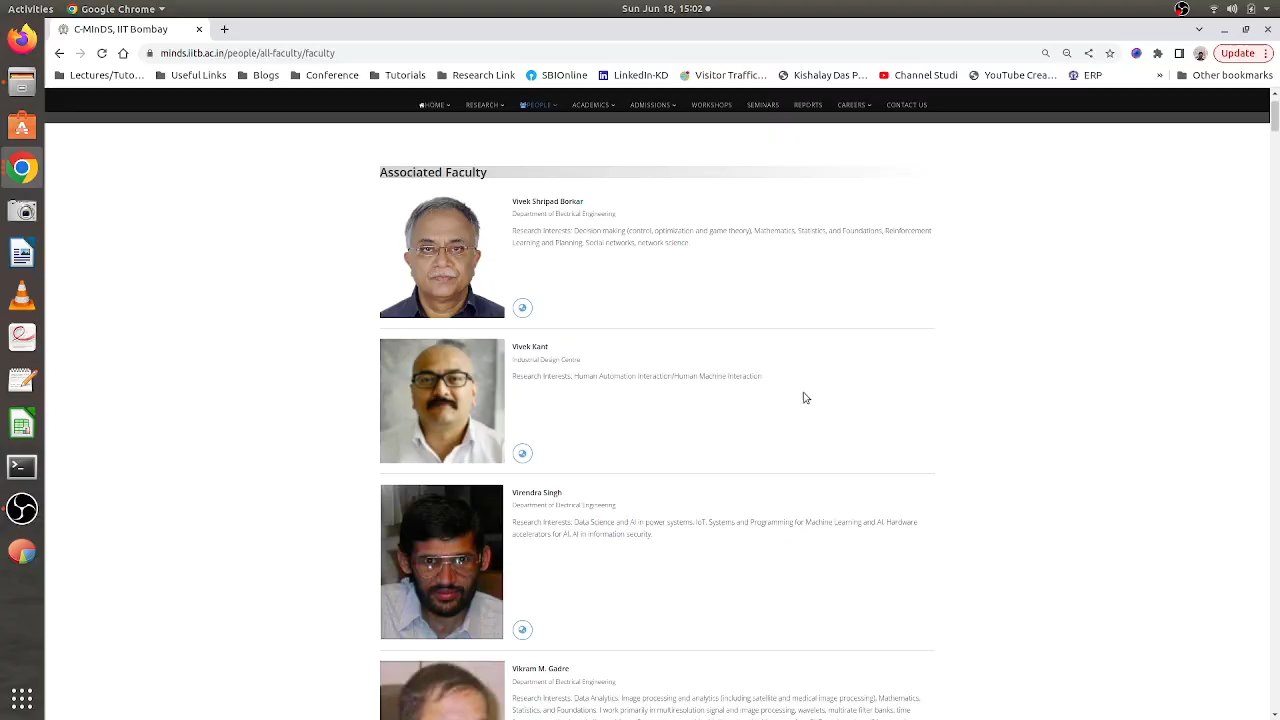 Activities
Google Chrome
Sun Jun 18, 15:02
C-MInDS, IIT Bombay
minds.iitb.ac.in/people/all-faculty/faculty
Update
Lectures/Tuto...
Useful Links
Blogs
Conference
Tutorials
Research Link
SBIOnline
LinkedIn-KD
Visitor Traffic...
Kishalay Das P...
Channel Studi
YouTube Crea...
ERP
»
Other bookmarks
HOME
RESEARCH
PEOPLE
ACADEMICS
ADMISSIONS
WORKSHOPS
SEMINARS
REPORTS
CAREERS
CONTACT US
Associated Faculty
Vivek Shripad Borkar
Department of Electrical Engineering
Research Interests: Decision making (control, optimization and game theory), Mathematics, Statistics, and Foundations, Reinforcement
Learning and Planning, Social networks, network science.
Vivek Kant
Industrial Design Centre
Research Interests: Human Automation Interaction/Human Machine Interaction
Virendra Singh
Department of Electrical Engineering
Research Interests: Data Science and AI in power systems, IoT, Systems and Programming for Machine Learning and AI, Hardware
accelerators for AI, AI in information security.
Vikram M. Gadre
Department of Electrical Engineering
Research Interests: Data Analytics: Image processing and analytics (including satellite and medical image processing), Mathematics,
Statistics, and Foundations. I work primarily in multiresolution signal and image processing, wavelets, multirate filter banks, time